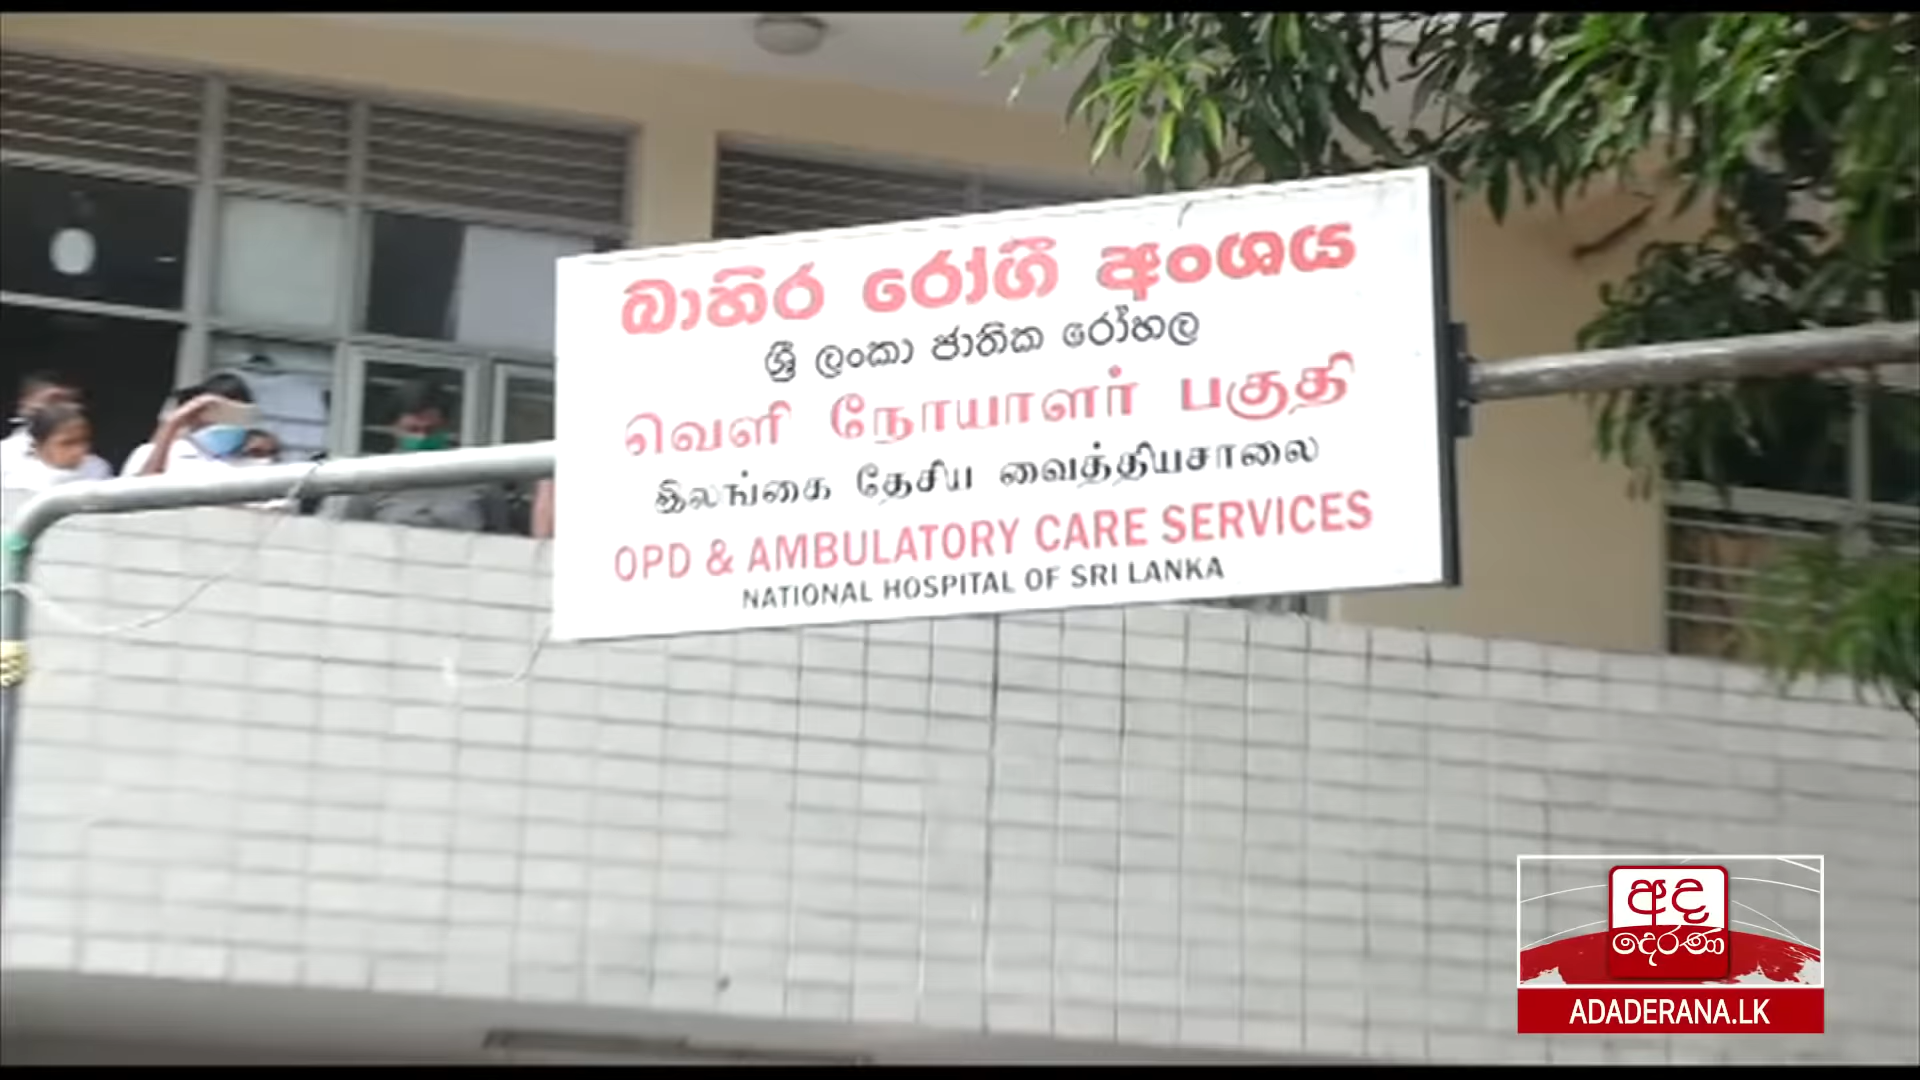 බාහිර රෝගී අංශය
ශ්‍රී ලංකා ජාතික රෝහල
வெளி நோயாளர் பகுதி
இலங்கை தேசிய வைத்தியசாலை
OPD & AMBULATORY CARE SERVICES
NATIONAL HOSPITAL OF SRI LANKA
අද
දෙරණ
ADADERANA.LK